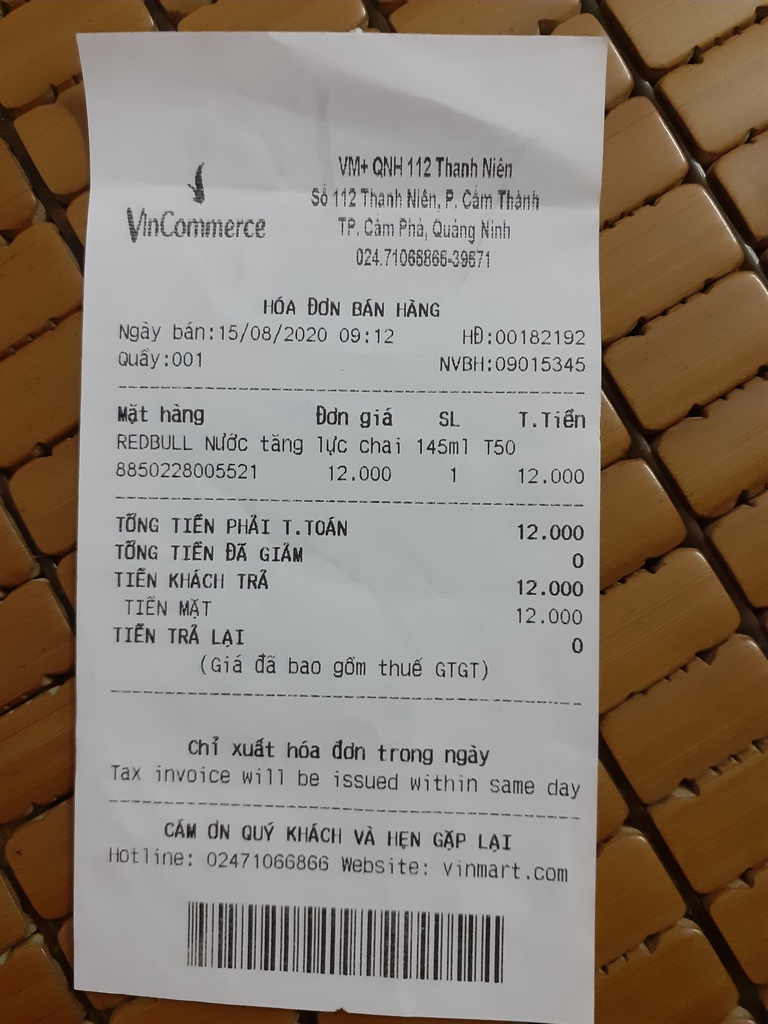 VinCommerce
VM+ QNH 112 Thanh Niên
Số 112 Thanh Niên, P. Cẩm Thành
TP. Cẩm Phả, Quảng Ninh
024.71066866-39671
HÓA ĐƠN BÁN HÀNG
Ngày bán:15/08/2020 09:12 HĐ:00182192
Quầy:001 NVBH:09015345
Mặt hàng Đơn giá SL T.Tiền
REDBULL Nước tăng lực chai 145ml T50
8850228005521 12.000 1 12.000
TỔNG TIỀN PHẢI T.TOÁN 12.000
TỔNG TIỀN ĐÃ GIẢM 0
TIỀN KHÁCH TRẢ 12.000
TIỀN MẶT 12.000
TIỀN TRẢ LẠI 0
(Giá đã bao gồm thuế GTGT)
Chỉ xuất hóa đơn trong ngày
Tax invoice will be issued within same day
CẢM ƠN QUÝ KHÁCH VÀ HẸN GẶP LẠI
Hotline: 02471066866 Website: vinmart.com